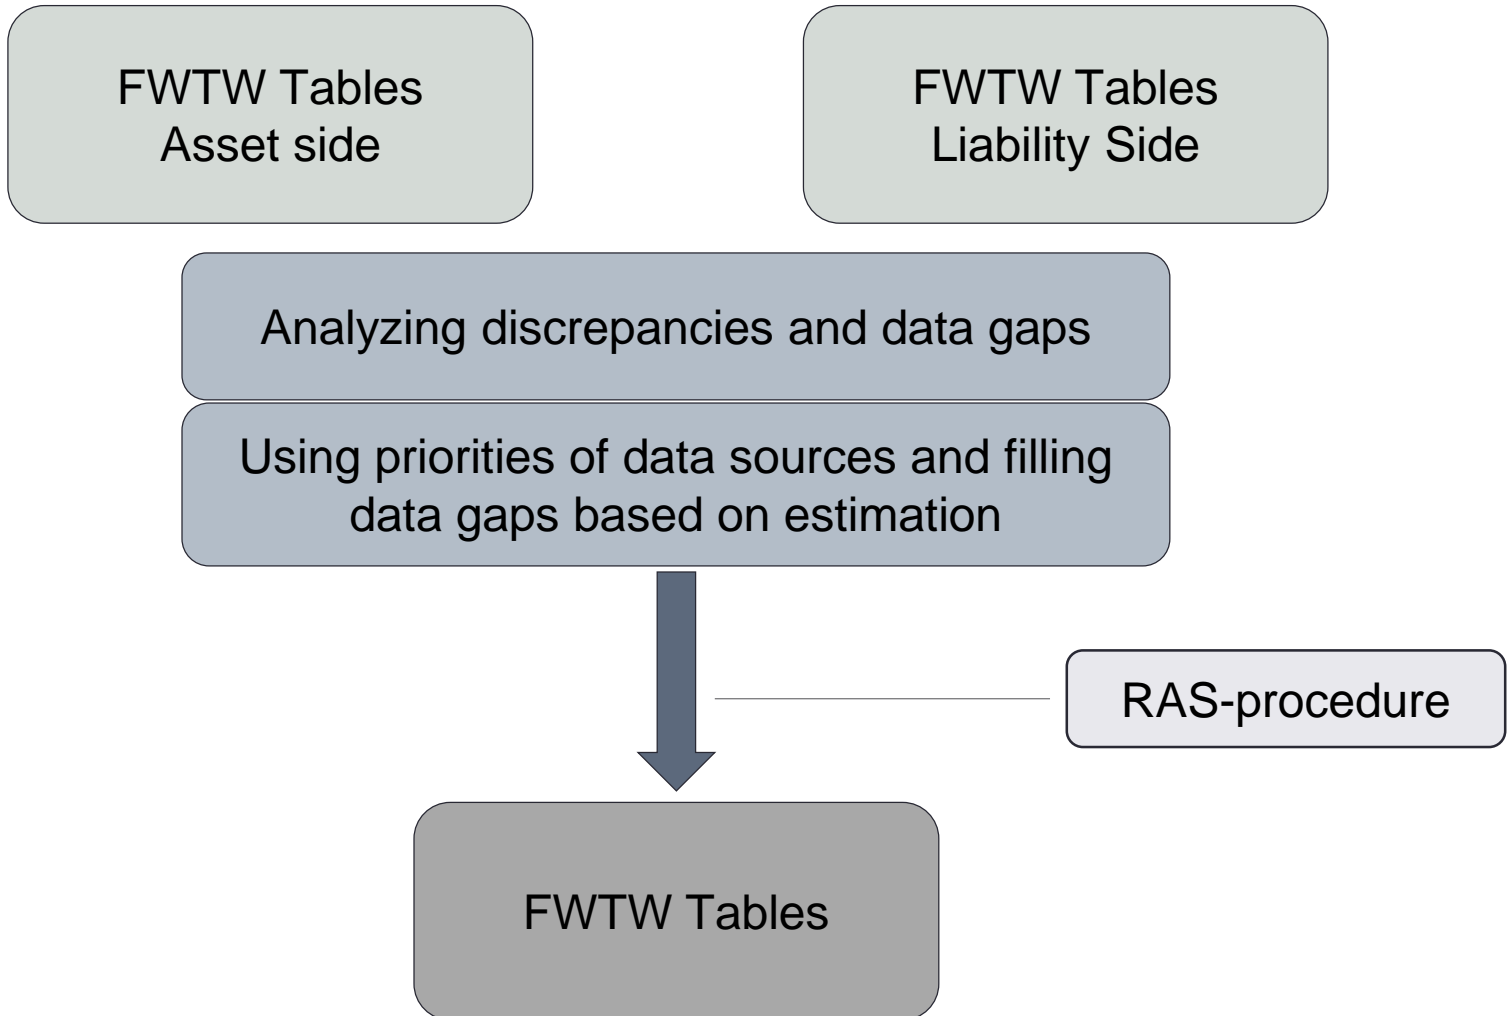 FWTW Tables
Asset side
FWTW Tables
Liability Side
Analyzing discrepancies and data gaps
Using priorities of data sources and filling
data gaps based on estimation
RAS-procedure
FWTW Tables